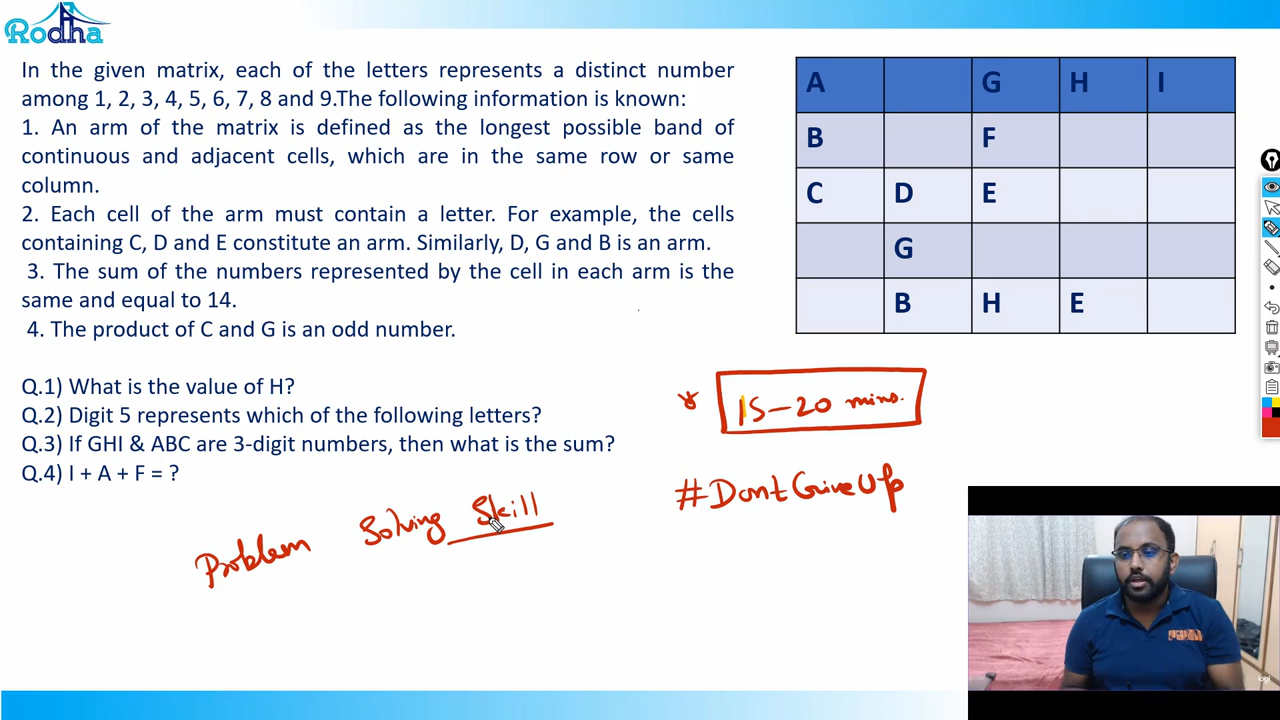 Rodha
In the given matrix, each of the letters represents a distinct number
among 1, 2, 3, 4, 5, 6, 7, 8 and 9.The following information is known:
1. An arm of the matrix is defined as the longest possible band of
continuous and adjacent cells, which are in the same row or same
column.
2. Each cell of the arm must contain a letter. For example, the cells
containing C, D and E constitute an arm. Similarly, D, G and B is an arm.
3. The sum of the numbers represented by the cell in each arm is the
same and equal to 14.
4. The product of C and G is an odd number.
Q.1) What is the value of H?
Q.2) Digit 5 represents which of the following letters?
Q.3) If GHI & ABC are 3-digit numbers, then what is the sum?
Q.4) I + A + F = ?
Problem Solving Skill
A G H I
B F
C D E
G
B H E
* 15-20 mins.
#DontGiveUp
PUMA
logi